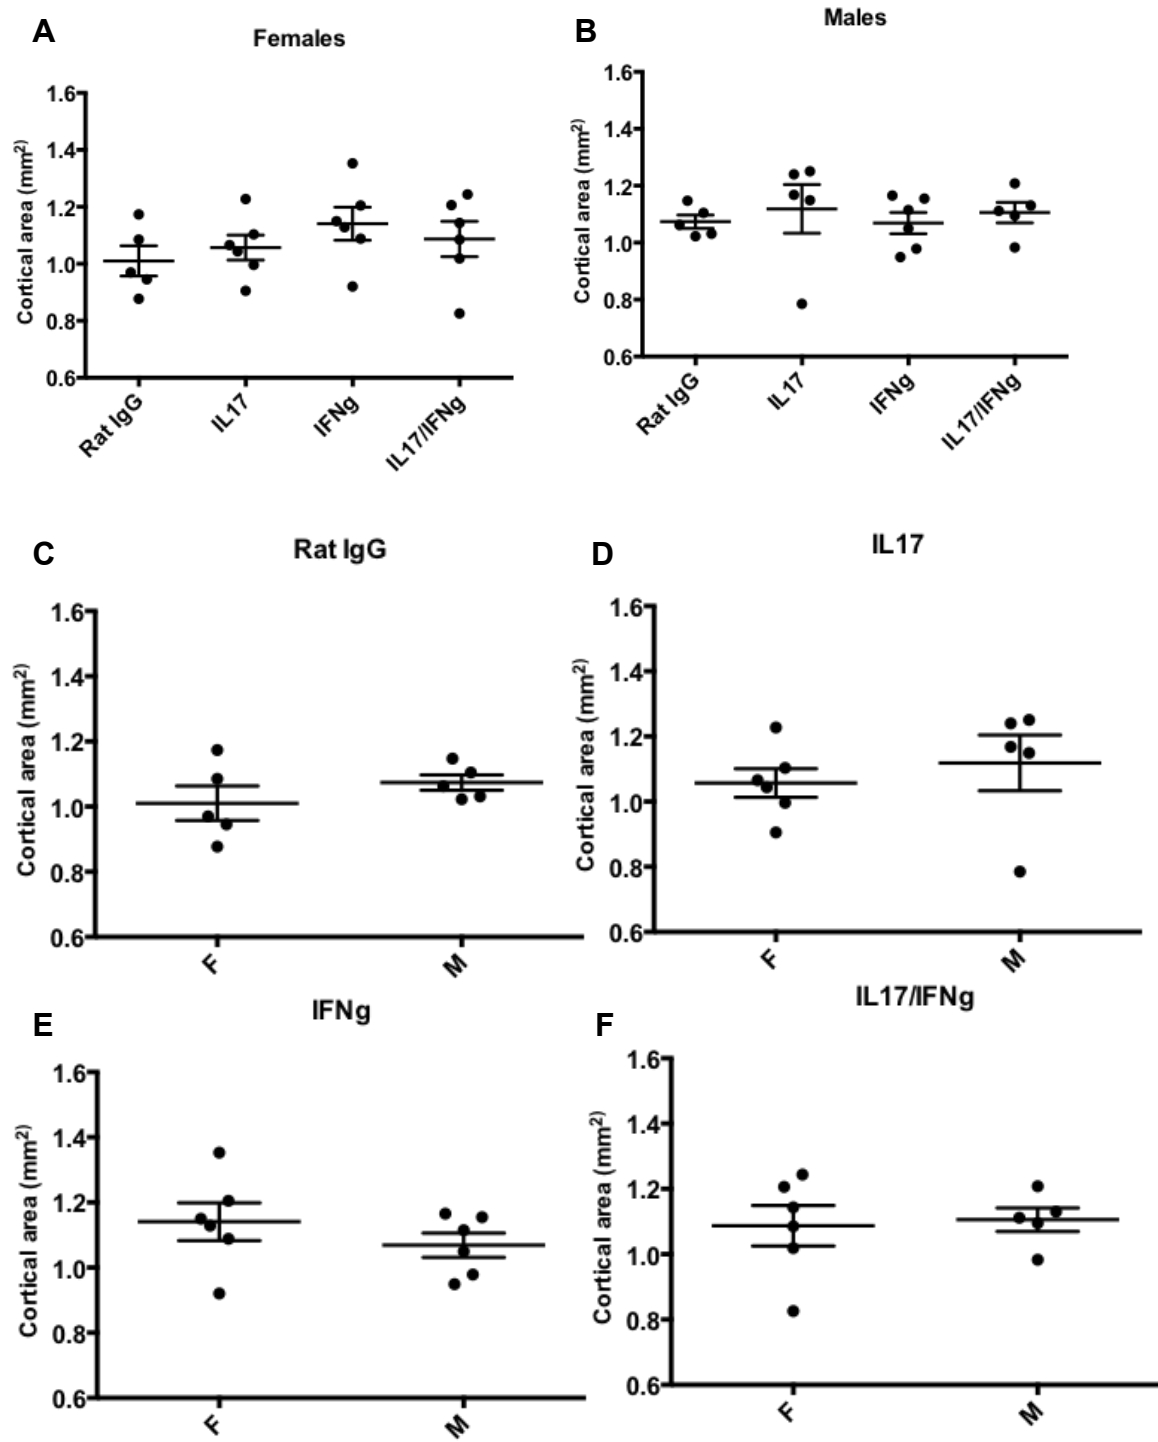 A
Females
Cortical area (mm2)
1.6
1.4
1.2
1.0
0.8
0.6
Rat IgG
IL17
IFNg
IL17/IFNg
B
Males
Cortical area (mm2)
1.6
1.4
1.2
1.0
0.8
0.6
Rat IgG
IL17
IFNg
IL17/IFNg
C
Rat IgG
Cortical area (mm2)
1.6
1.4
1.2
1.0
0.8
0.6
F
M
D
IL17
Cortical area (mm2)
1.6
1.4
1.2
1.0
0.8
0.6
F
M
E
IFNg
Cortical area (mm2)
1.6
1.4
1.2
1.0
0.8
0.6
F
M
F
IL17/IFNg
Cortical area (mm2)
1.6
1.4
1.2
1.0
0.8
0.6
F
M